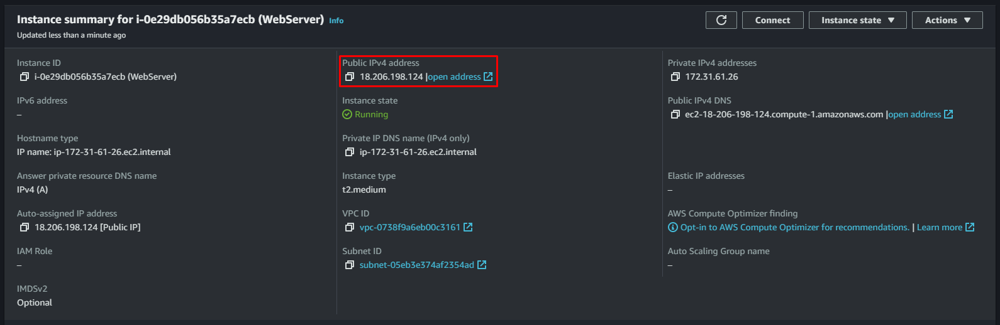 Instance summary for i-0e29db056b35a7ecb (WebServer) Info
Updated less than a minute ago
Connect
Instance state
Actions
Instance ID
i-0e29db056b35a7ecb (WebServer)
Public IPv4 address
18.206.198.124 |open address
Private IPv4 addresses
172.31.61.26
IPv6 address
–
Instance state
Running
Public IPv4 DNS
ec2-18-206-198-124.compute-1.amazonaws.com |open address
Hostname type
IP name: ip-172-31-61-26.ec2.internal
Private IP DNS name (IPv4 only)
ip-172-31-61-26.ec2.internal
Answer private resource DNS name
IPv4 (A)
Instance type
t2.medium
Elastic IP addresses
–
Auto-assigned IP address
18.206.198.124 [Public IP]
VPC ID
vpc-0738f9a6eb00c3161
AWS Compute Optimizer finding
Opt-in to AWS Compute Optimizer for recommendations. | Learn more
IAM Role
–
Subnet ID
subnet-05eb3e374af2354ad
Auto Scaling Group name
–
IMDSv2
Optional